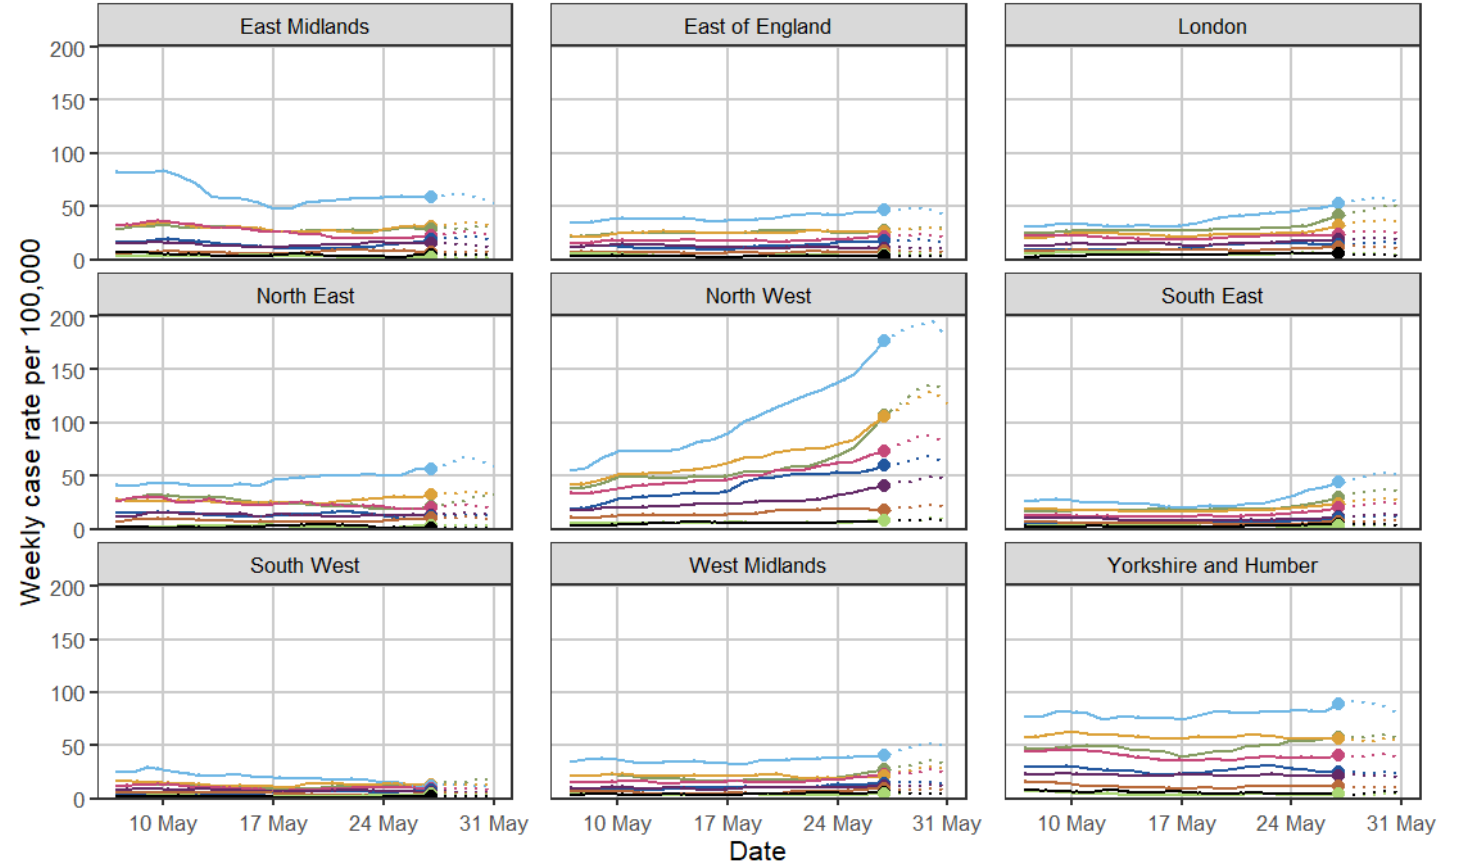 East Midlands East of England London
200
150
100
50
0
North East North West South East
200
150
100
50
0
South West West Midlands Yorkshire and Humber
200
150
100
50
0
10 May 17 May 24 May 31 May 10 May 17 May 24 May 31 May 10 May 17 May 24 May 31 May
Date
Weekly case rate per 100,000